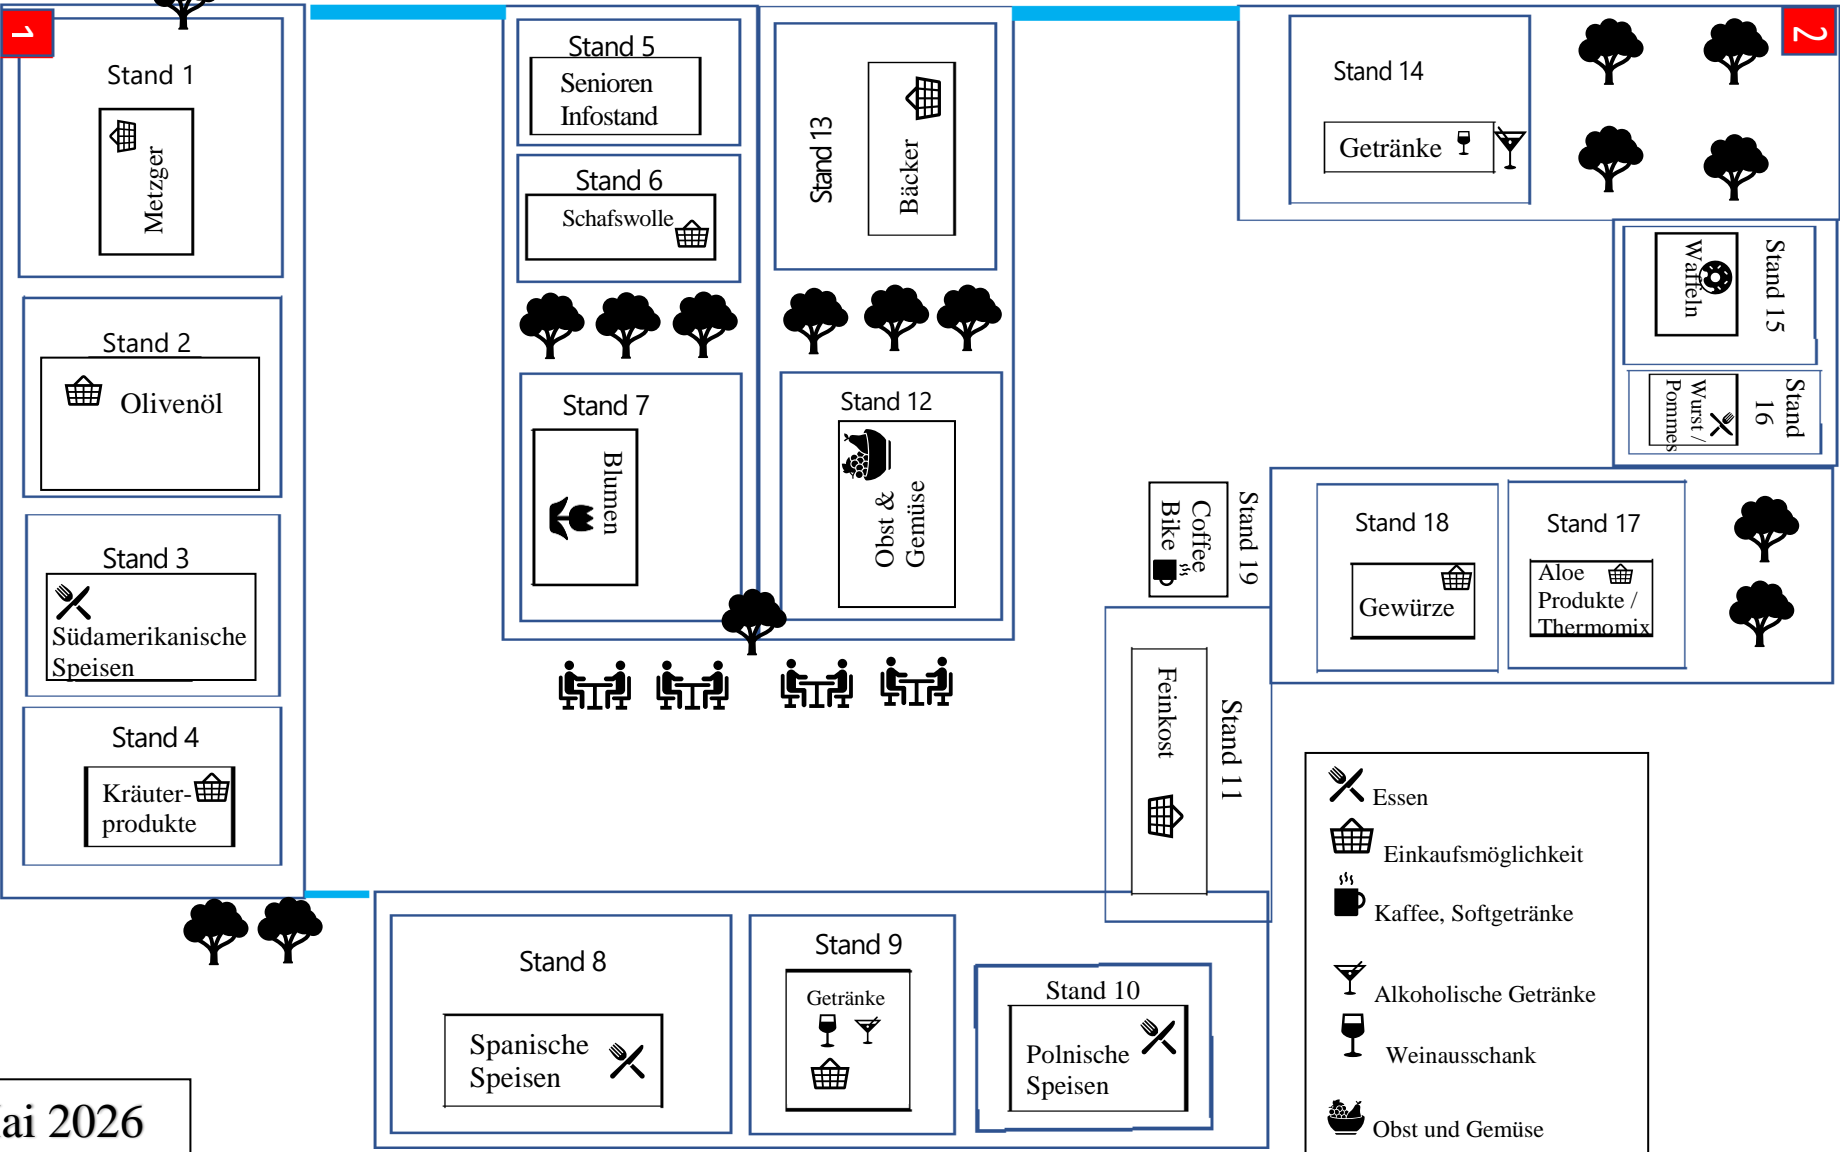 1
Stand 1
Metzger
Stand 2
Olivenöl
Stand 3
Südamerikanische
Speisen
Stand 4
Kräuter-
produkte
Stand 5
Senioren
Infostand
Stand 6
Schafswolle
Stand 7
Blumen
Stand 13
Bäcker
Stand 12
Obst &
Gemüse
2
Stand 14
Getränke
Stand 15
Waffeln
Stand
16
Wurst /
Pommes
Stand 19
Coffee
Bike
Stand 18
Gewürze
Stand 17
Aloe
Produkte /
Thermomix
Stand 11
Feinkost
Stand 8
Spanische
Speisen
Stand 9
Getränke
Stand 10
Polnische
Speisen
Essen
Einkaufsmöglichkeit
Kaffee, Softgetränke
Alkoholische Getränke
Weinausschank
Obst und Gemüse
2026